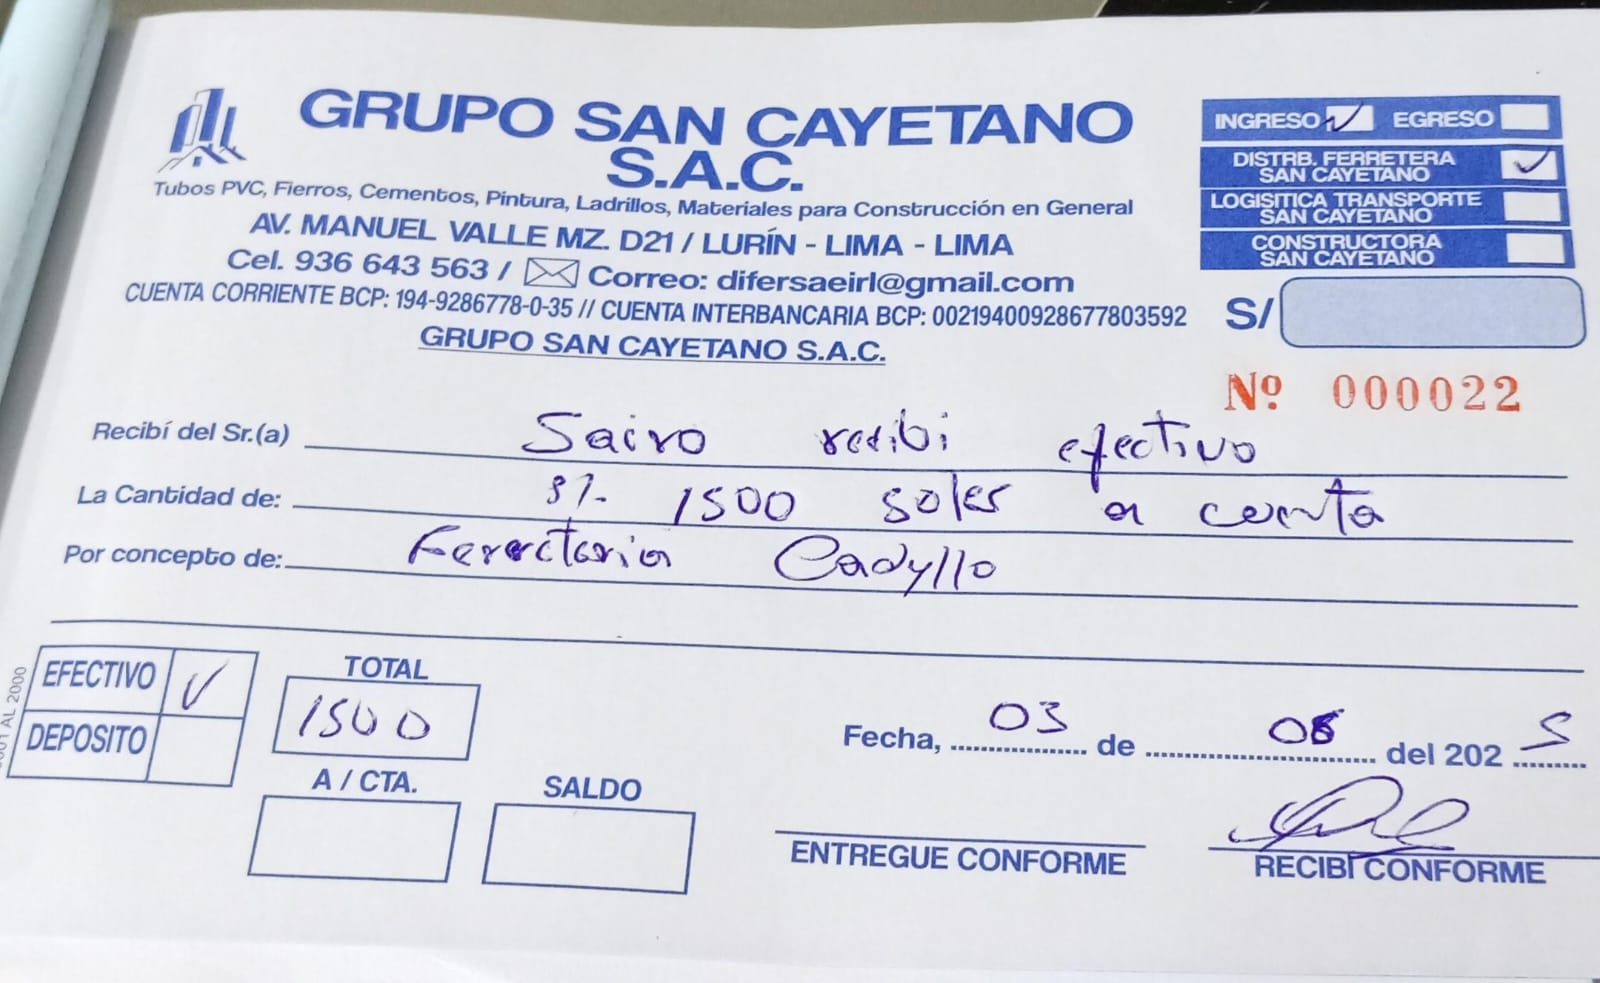 GRUPO SAN CAYETANO
S.A.C.
Tubos PVC, Fierros, Cementos, Pintura, Ladrillos, Materiales para Construcción en General
AV. MANUEL VALLE MZ. D21 / LURÍN - LIMA - LIMA
Cel. 936 643 563 / Correo: difersaeirl@gmail.com
CUENTA CORRIENTE BCP: 194-9286778-0-35 // CUENTA INTERBANCARIA BCP: 00219400928677803592
GRUPO SAN CAYETANO S.A.C.
INGRESO EGRESO
DISTRB. FERRETERA
SAN CAYETANO
LOGISITICA TRANSPORTE
SAN CAYETANO
CONSTRUCTORA
SAN CAYETANO
S/
Nº 000022
Recibí del Sr.(a) Sairo recibi efectivo
La Cantidad de: S/. 1500 soles a cuenta
Por concepto de: Ferreteria Cadyllo
EFECTIVO
DEPOSITO
AL 2000
TOTAL
1500
A / CTA.
SALDO
Fecha, 03 de 08 del 202 5
ENTREGUE CONFORME
RECIBI CONFORME